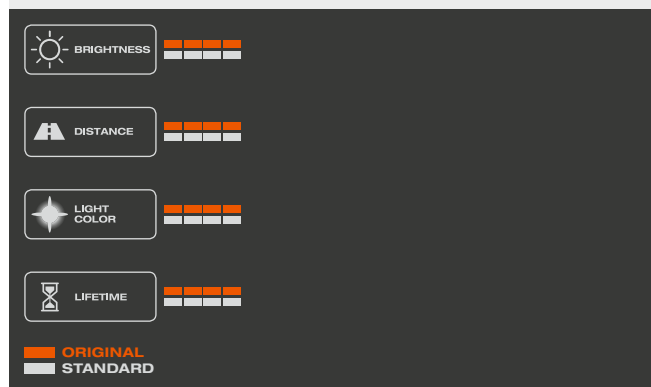 BRIGHTNESS
DISTANCE
LIGHT
COLOR
LIFETIME
ORIGINAL
STANDARD